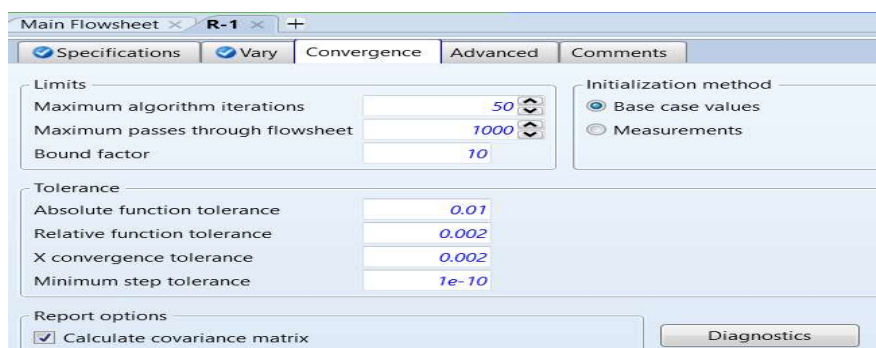 Main Flowsheet × R-1 × +
Specifications Vary Convergence Advanced Comments
Limits
Maximum algorithm iterations 50
Maximum passes through flowsheet 1000
Bound factor 10
Initialization method
Base case values
Measurements
Tolerance
Absolute function tolerance 0.01
Relative function tolerance 0.002
X convergence tolerance 0.002
Minimum step tolerance 1e-10
Report options
Calculate covariance matrix
Diagnostics